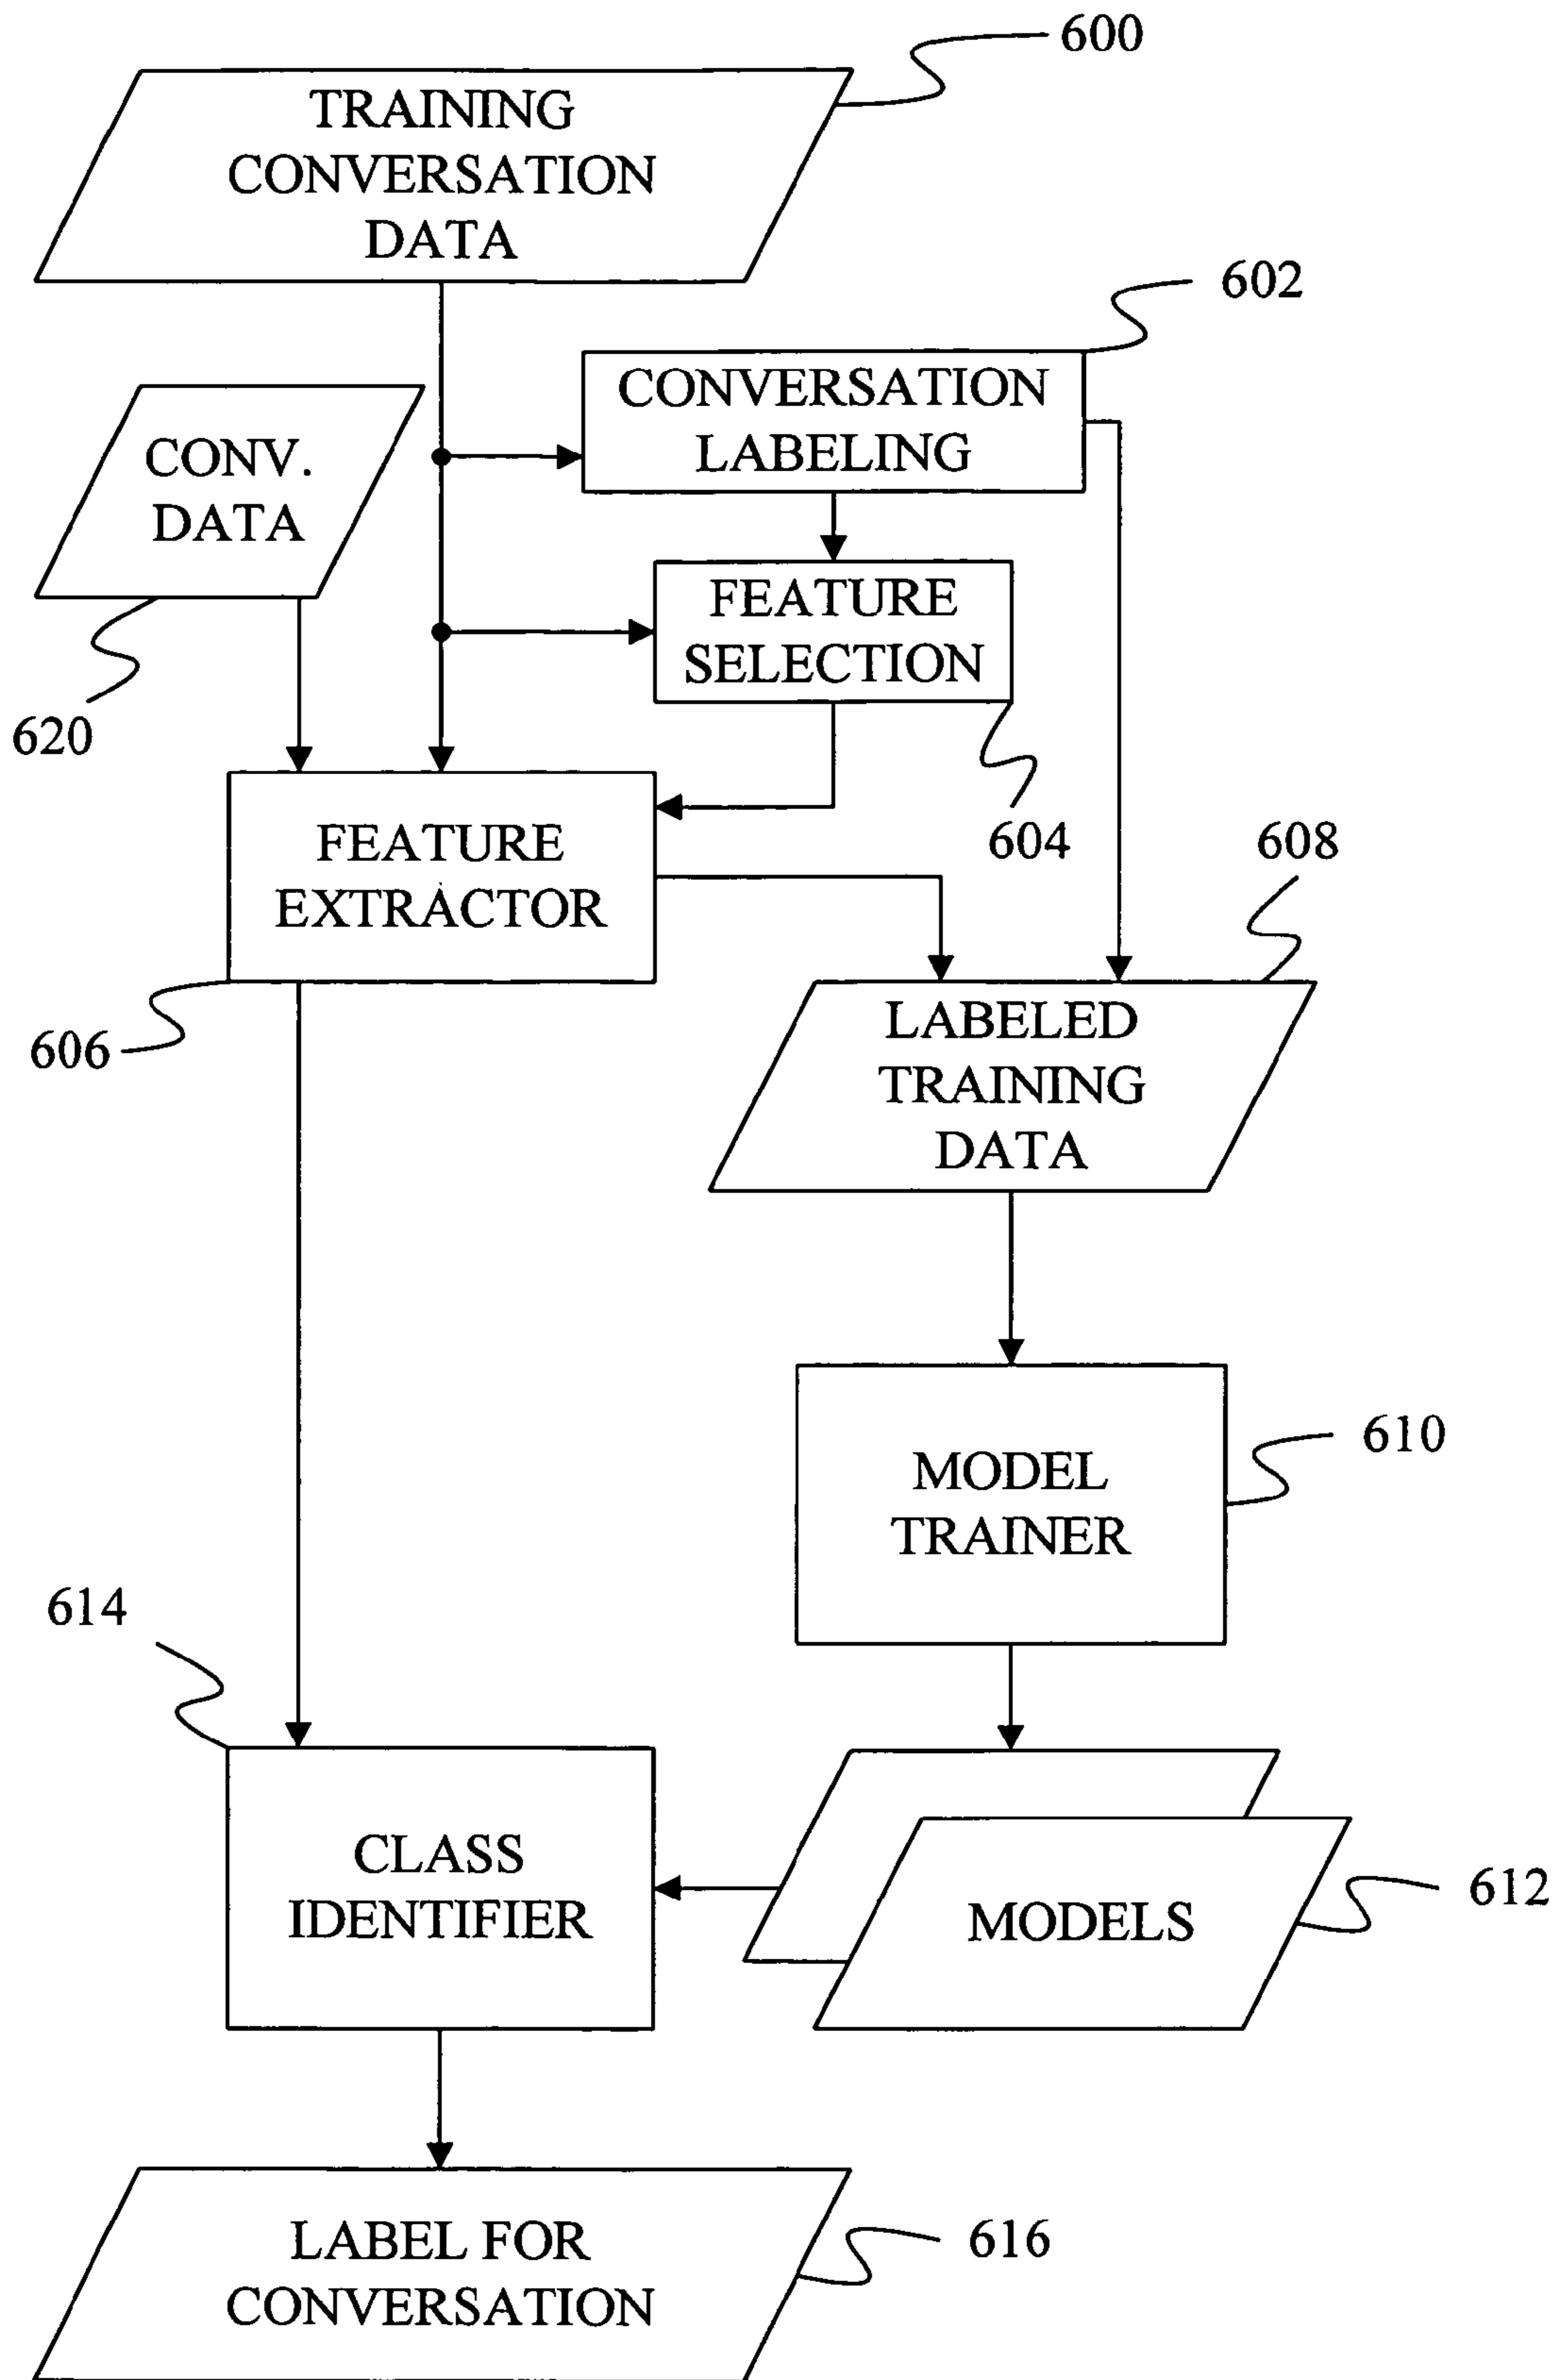 600
TRAINING
CONVERSATION
DATA
602
CONVERSATION
LABELING
CONV.
DATA
FEATURE
SELECTION
620
604
608
FEATURE
EXTRACTOR
606
LABELED
TRAINING
DATA
610
MODEL
TRAINER
614
CLASS
IDENTIFIER
612
MODELS
616
LABEL FOR
CONVERSATION